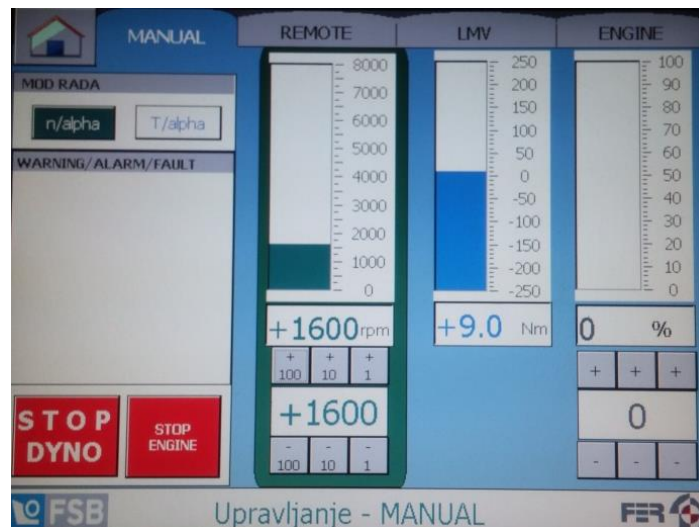 MANUAL
REMOTE
LMV
ENGINE
MOD RADA
n/alpha
T/alpha
WARNING/ALARM/FAULT
8000
7000
6000
5000
4000
3000
2000
1000
0
250
200
150
100
50
0
-50
-100
-150
-200
-250
100
90
80
70
60
50
40
30
20
10
0
+1600 rpm
+9.0 Nm
0 %
+ + +
100 10 1
+ + +
+1600
0
- - -
100 10 1
- - -
STOP
DYNO
STOP
ENGINE
FSB
Upravljanje - MANUAL
FER